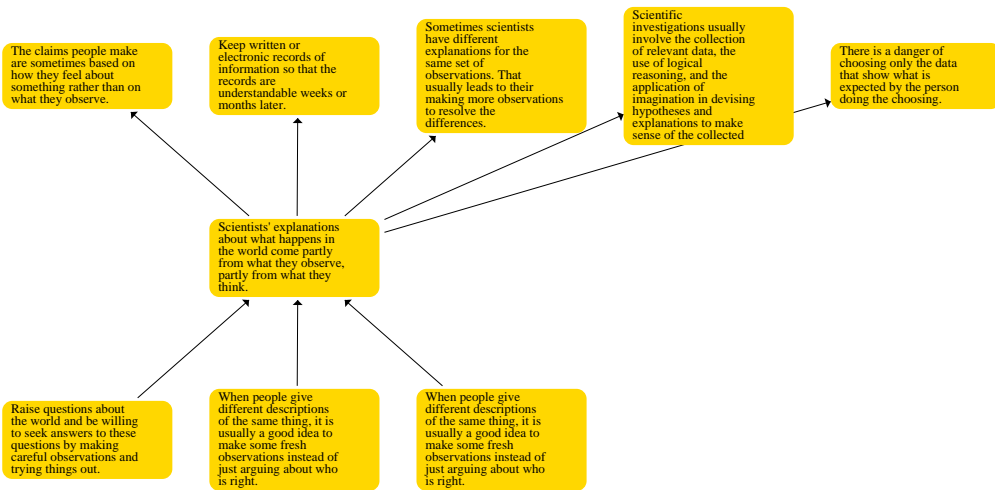 The claims people make
are sometimes based on
how they feel about
something rather than on
what they observe.
Keep written or
electronic records of
information so that the
records are
understandable weeks or
months later.
Sometimes scientists
have different
explanations for the
same set of
observations. That
usually leads to their
making more observations
to resolve the
differences.
Scientific
investigations usually
involve the collection
of relevant data, the
use of logical
reasoning, and the
application of
imagination in devising
hypotheses and
explanations to make
sense of the collected
There is a danger of
choosing only the data
that show what is
expected by the person
doing the choosing.
Scientists' explanations
about what happens in
the world come partly
from what they observe,
partly from what they
think.
Raise questions about
the world and be willing
to seek answers to these
questions by making
careful observations and
trying things out.
When people give
different descriptions
of the same thing, it is
usually a good idea to
make some fresh
observations instead of
just arguing about who
is right.
When people give
different descriptions
of the same thing, it is
usually a good idea to
make some fresh
observations instead of
just arguing about who
is right.